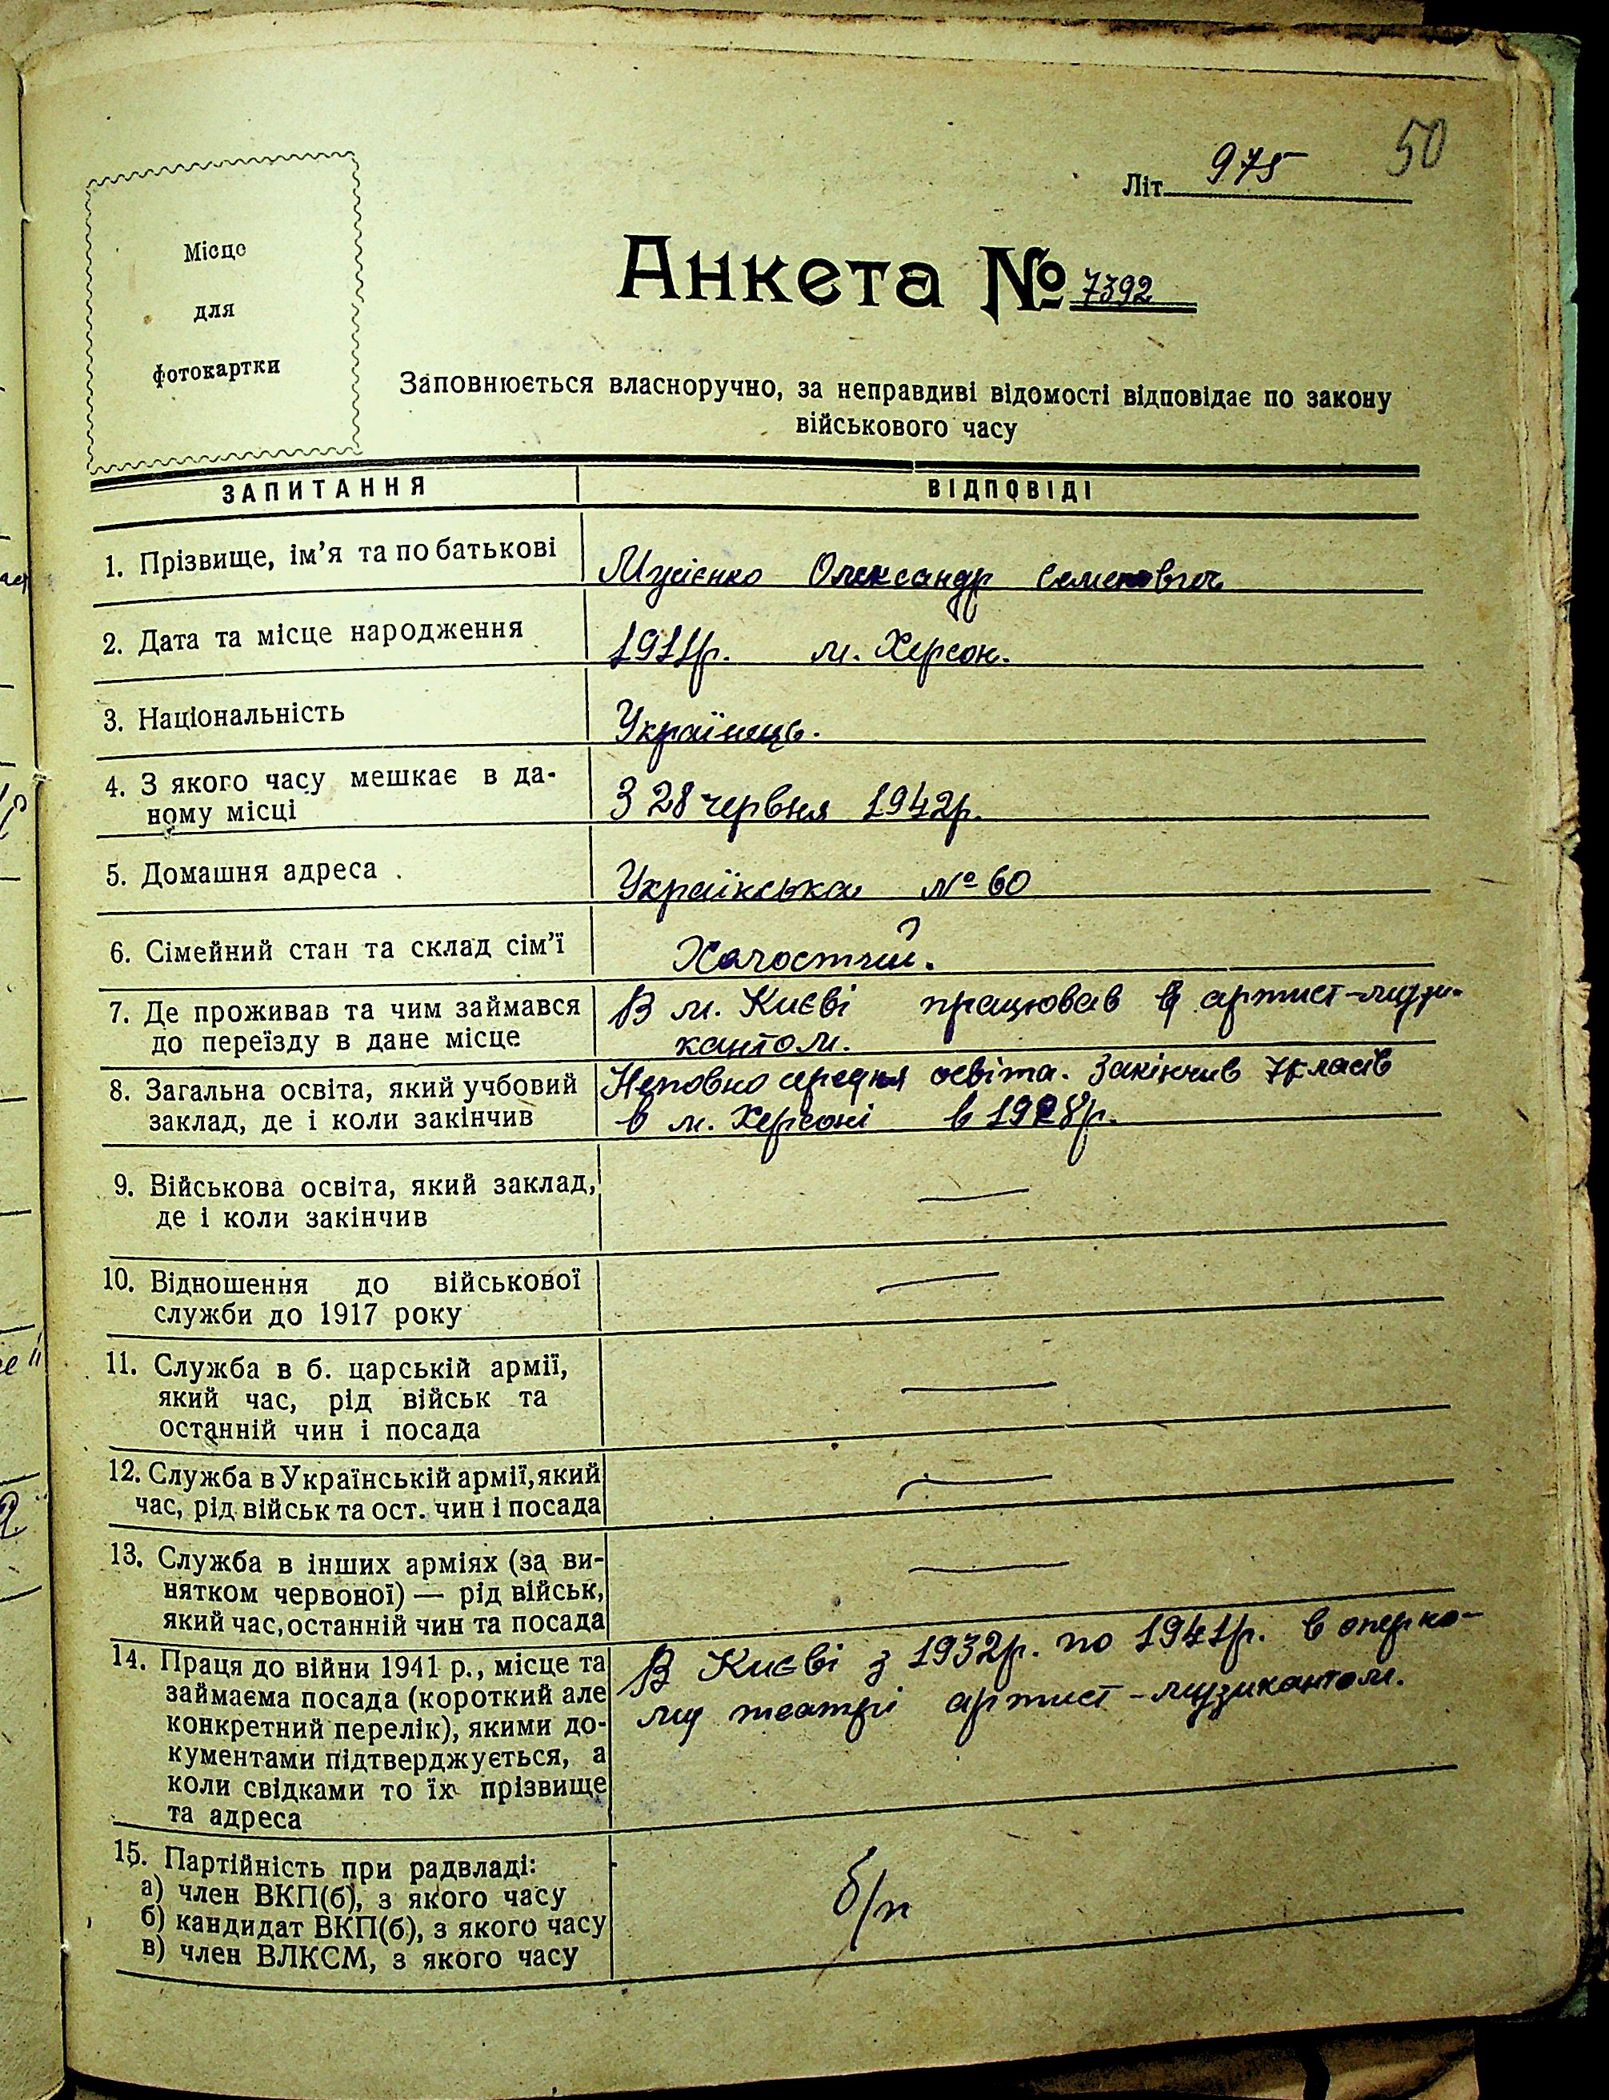 50
Літ 975
Місце
для
фотокартки
Анкета № 7392
Заповнюється власноручно, за неправдиві відомості відповідає по закону
військового часу
ЗАПИТАННЯ ВІДПОВІДІ
1. Прізвище, ім’я та по батькові Мусієнко Олександр Семенович
2. Дата та місце народження 1911р. м. Херсон.
3. Національність Українець.
4. З якого часу мешкає в да-
ному місці З 28 червня 1942р.
5. Домашня адреса Українська № 60
6. Сімейний стан та склад сім’ї Холостий.
7. Де проживав та чим займався В м. Києві працював в артист-музи-
до переїзду в дане місце кантом.
8. Загальна освіта, який учбовий Неповно середня освіта. Закінчив 7 класів
заклад, де і коли закінчив в м. Херсоні в 1928р.
9. Військова освіта, який заклад, —
де і коли закінчив
10. Відношення до військової —
служби до 1917 року
11. Служба в б. царській армії,
який час, рід військ та —
останній чин і посада
12. Служба в Українській армії, який —
час, рід військ та ост. чин і посада
13. Служба в інших арміях (за ви- —
нятком червоної) — рід військ,
який час, останній чин та посада
14. Праця до війни 1941 р., місце та В Києві з 1932р. по 1941р. в оперно-
займаєма посада (короткий але му театрі артист-музикантом.
конкретний перелік), якими до-
кументами підтверджується, а
коли свідками то їх прізвище
та адреса
15. Партійність при радвладі:
а) член ВКП(б), з якого часу б/п
б) кандидат ВКП(б), з якого часу
в) член ВЛКСМ, з якого часу